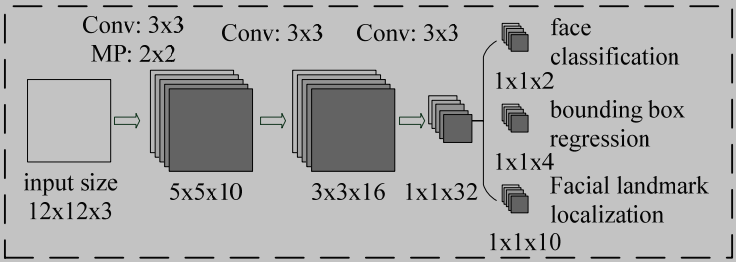 Conv: 3x3
MP: 2x2
Conv: 3x3
Conv: 3x3
input size
12x12x3
5x5x10
3x3x16
1x1x32
face
classification
1x1x2
bounding box
regression
1x1x4
Facial landmark
localization
1x1x10